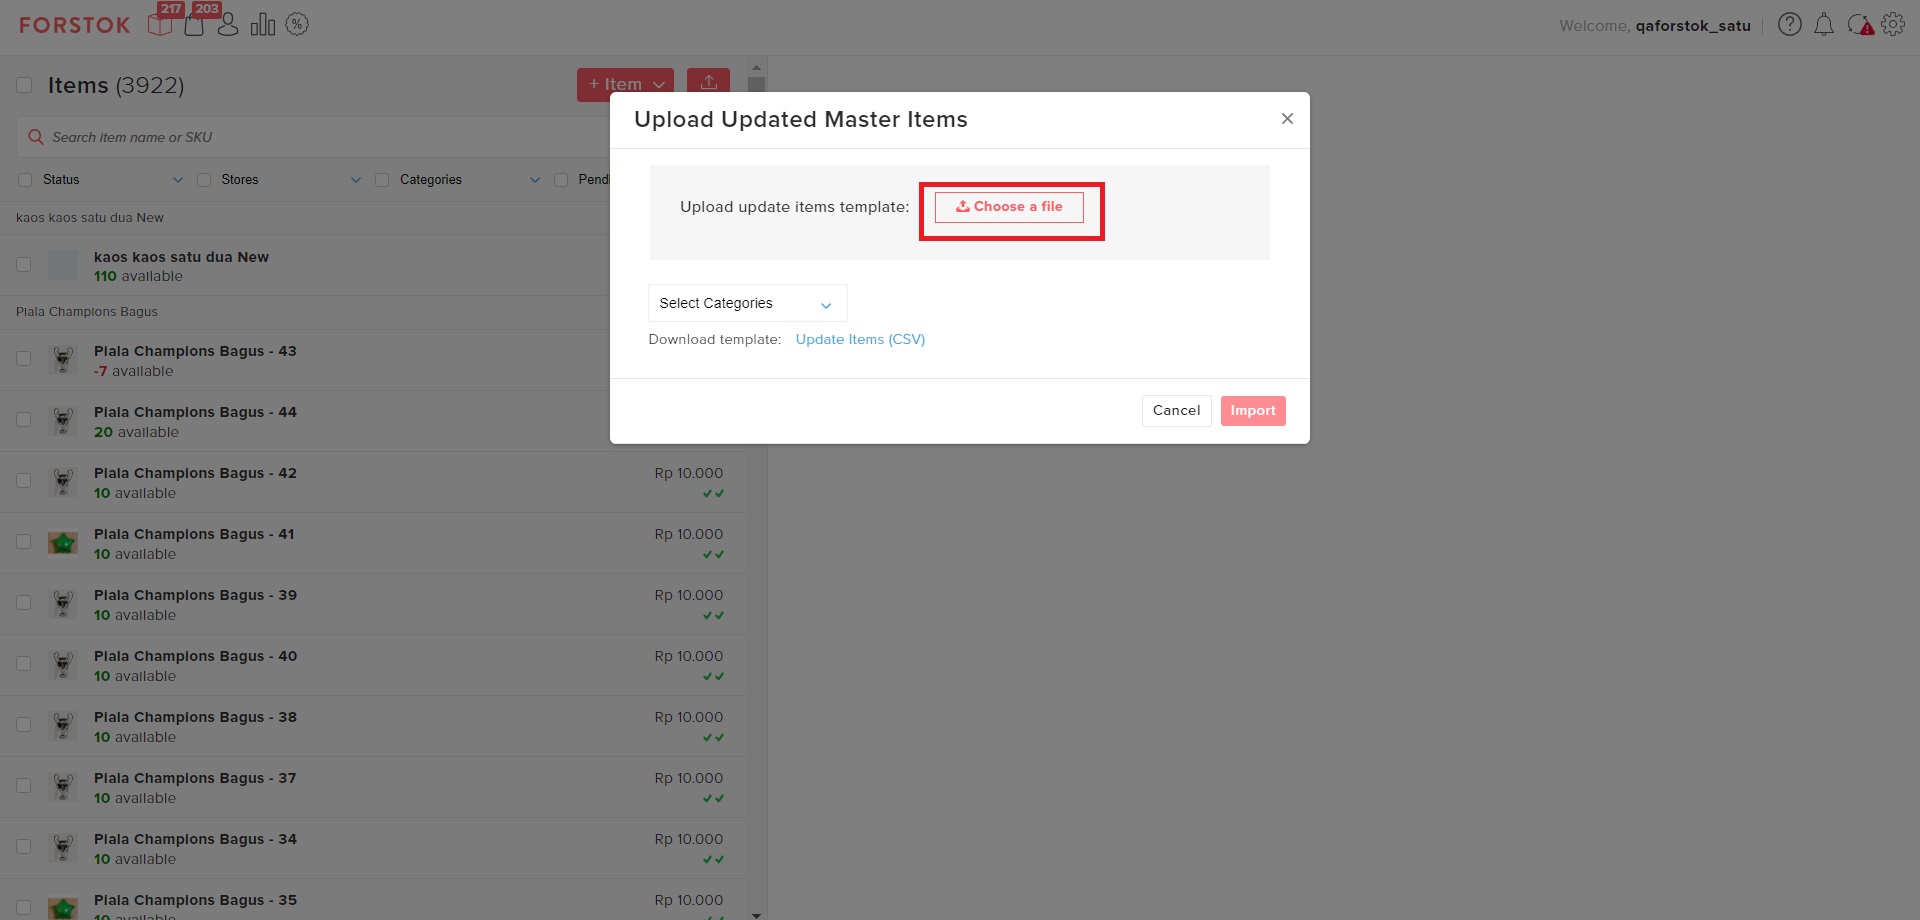 FORSTOK
217
203
Welcome, qaforstok_satu
Items (3922)
+ Item
Search item name or SKU
Status
Stores
Categories
Upload Updated Master Items
Upload update items template:
Choose a file
Select Categories
Download template: Update Items (CSV)
Cancel
Import
kaos kaos satu dua New
kaos kaos satu dua New
110 available
Piala Champions Bagus
Piala Champions Bagus - 43
-7 available
Piala Champions Bagus - 44
20 available
Piala Champions Bagus - 42
Rp 10.000
10 available
Piala Champions Bagus - 41
Rp 10.000
10 available
Piala Champions Bagus - 39
Rp 10.000
10 available
Piala Champions Bagus - 40
Rp 10.000
10 available
Piala Champions Bagus - 38
Rp 10.000
10 available
Piala Champions Bagus - 37
Rp 10.000
10 available
Piala Champions Bagus - 34
Rp 10.000
10 available
Piala Champions Bagus - 35
Rp 10.000
10 available